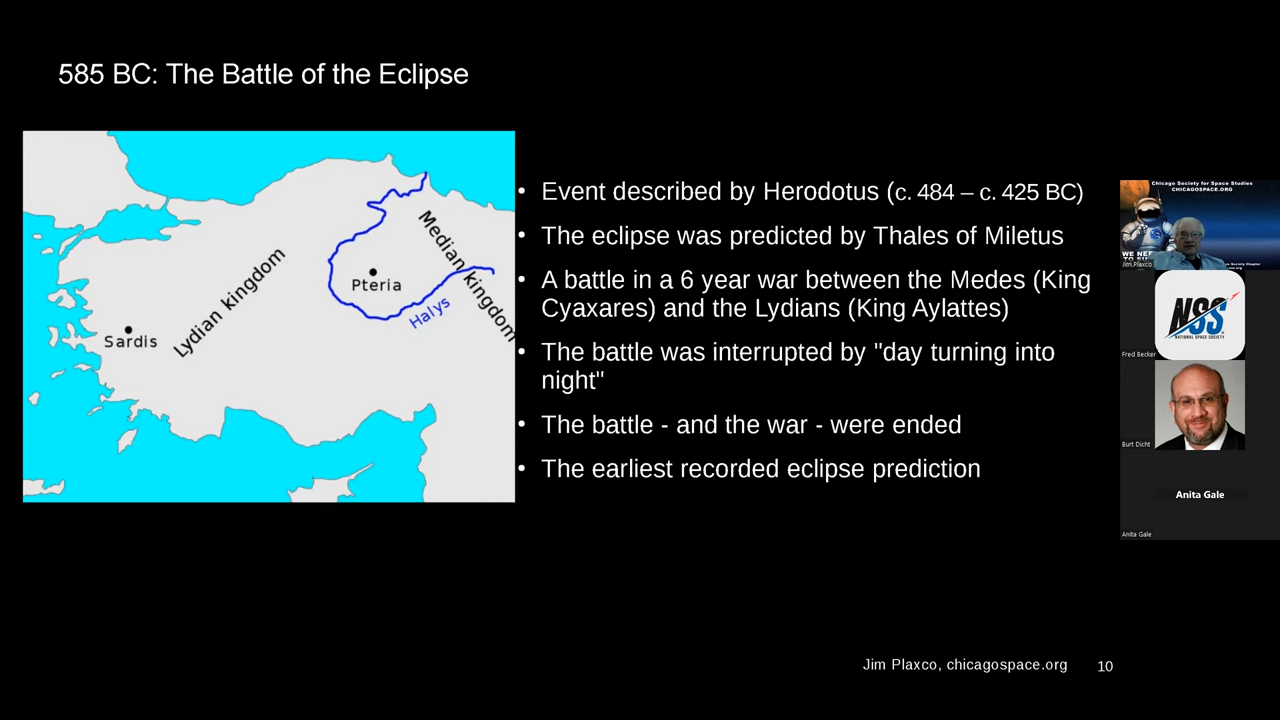 585 BC: The Battle of the Eclipse
Lydian kingdom
Median kingdom
Pteria
Halys
Sardis
• Event described by Herodotus (c. 484 – c. 425 BC)
• The eclipse was predicted by Thales of Miletus
• A battle in a 6 year war between the Medes (King
Cyaxares) and the Lydians (King Aylattes)
• The battle was interrupted by "day turning into
night"
• The battle - and the war - were ended
• The earliest recorded eclipse prediction
Chicago Society for Space Studies
CHICAGOSPACE.ORG
WE NEED
Jim Plaxco
NSS
NATIONAL SPACE SOCIETY
Fred Becker
Burt Dicht
Anita Gale
Anita Gale
Jim Plaxco, chicagospace.org
10